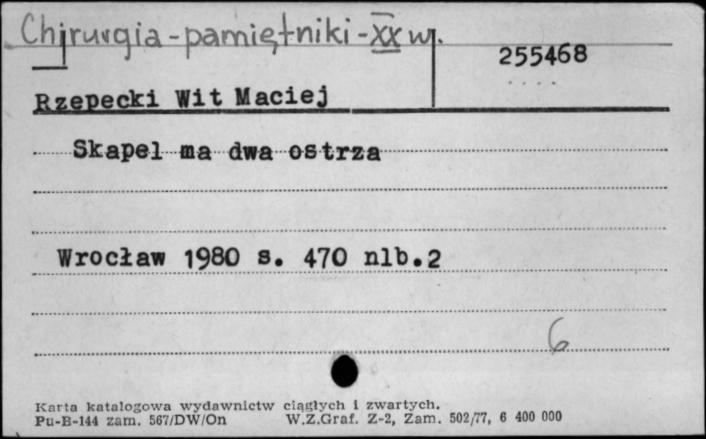 Chirurgia-pamiętniki-XX w.
255468
Rzepecki Wit Maciej
Skapel ma dwa ostrza
Wrocław 1980 s. 470 nlb.2
6
Karta katalogowa wydawnictw ciągłych i zwartych.
Pu-B-144 zam. 567/DW/On W.Z.Graf. Z-2, Zam. 502/77, 6 400 000